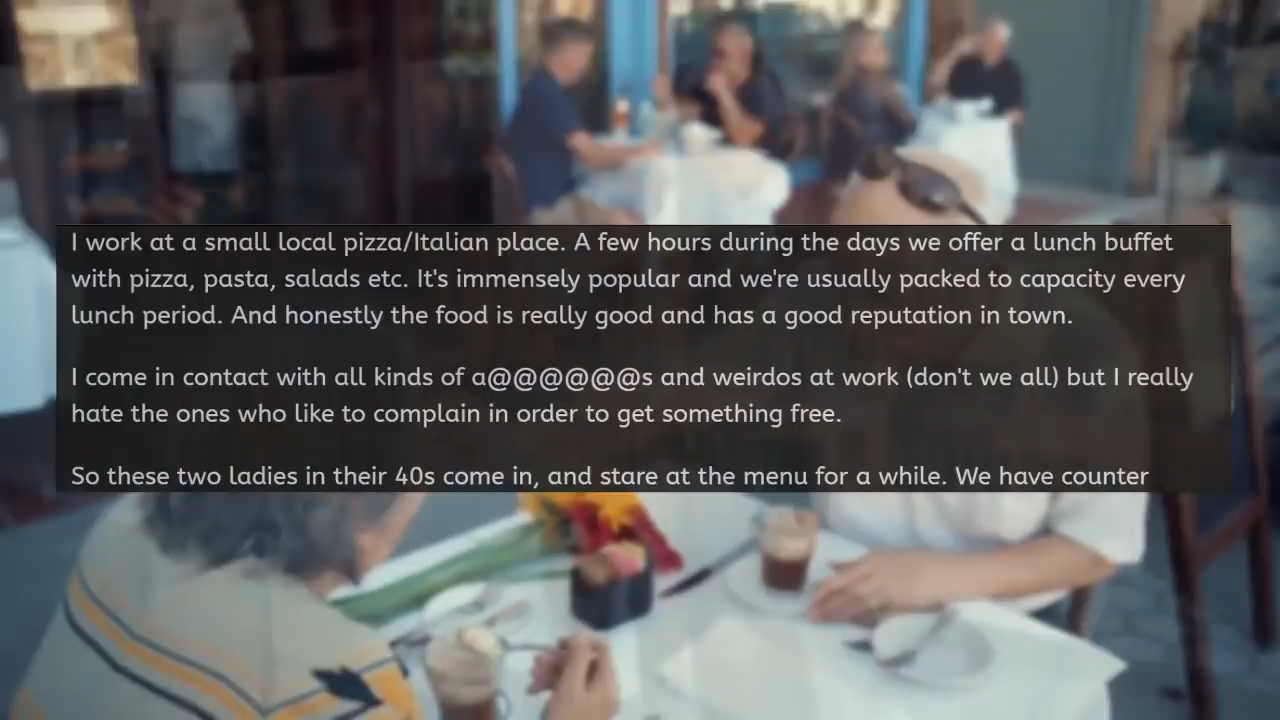 I work at a small local pizza/Italian place. A few hours during the days we offer a lunch buffet
with pizza, pasta, salads etc. It's immensely popular and we're usually packed to capacity every
lunch period. And honestly the food is really good and has a good reputation in town.
I come in contact with all kinds of a@@@@@@s and weirdos at work (don't we all) but I really
hate the ones who like to complain in order to get something free.
So these two ladies in their 40s come in, and stare at the menu for a while. We have counter